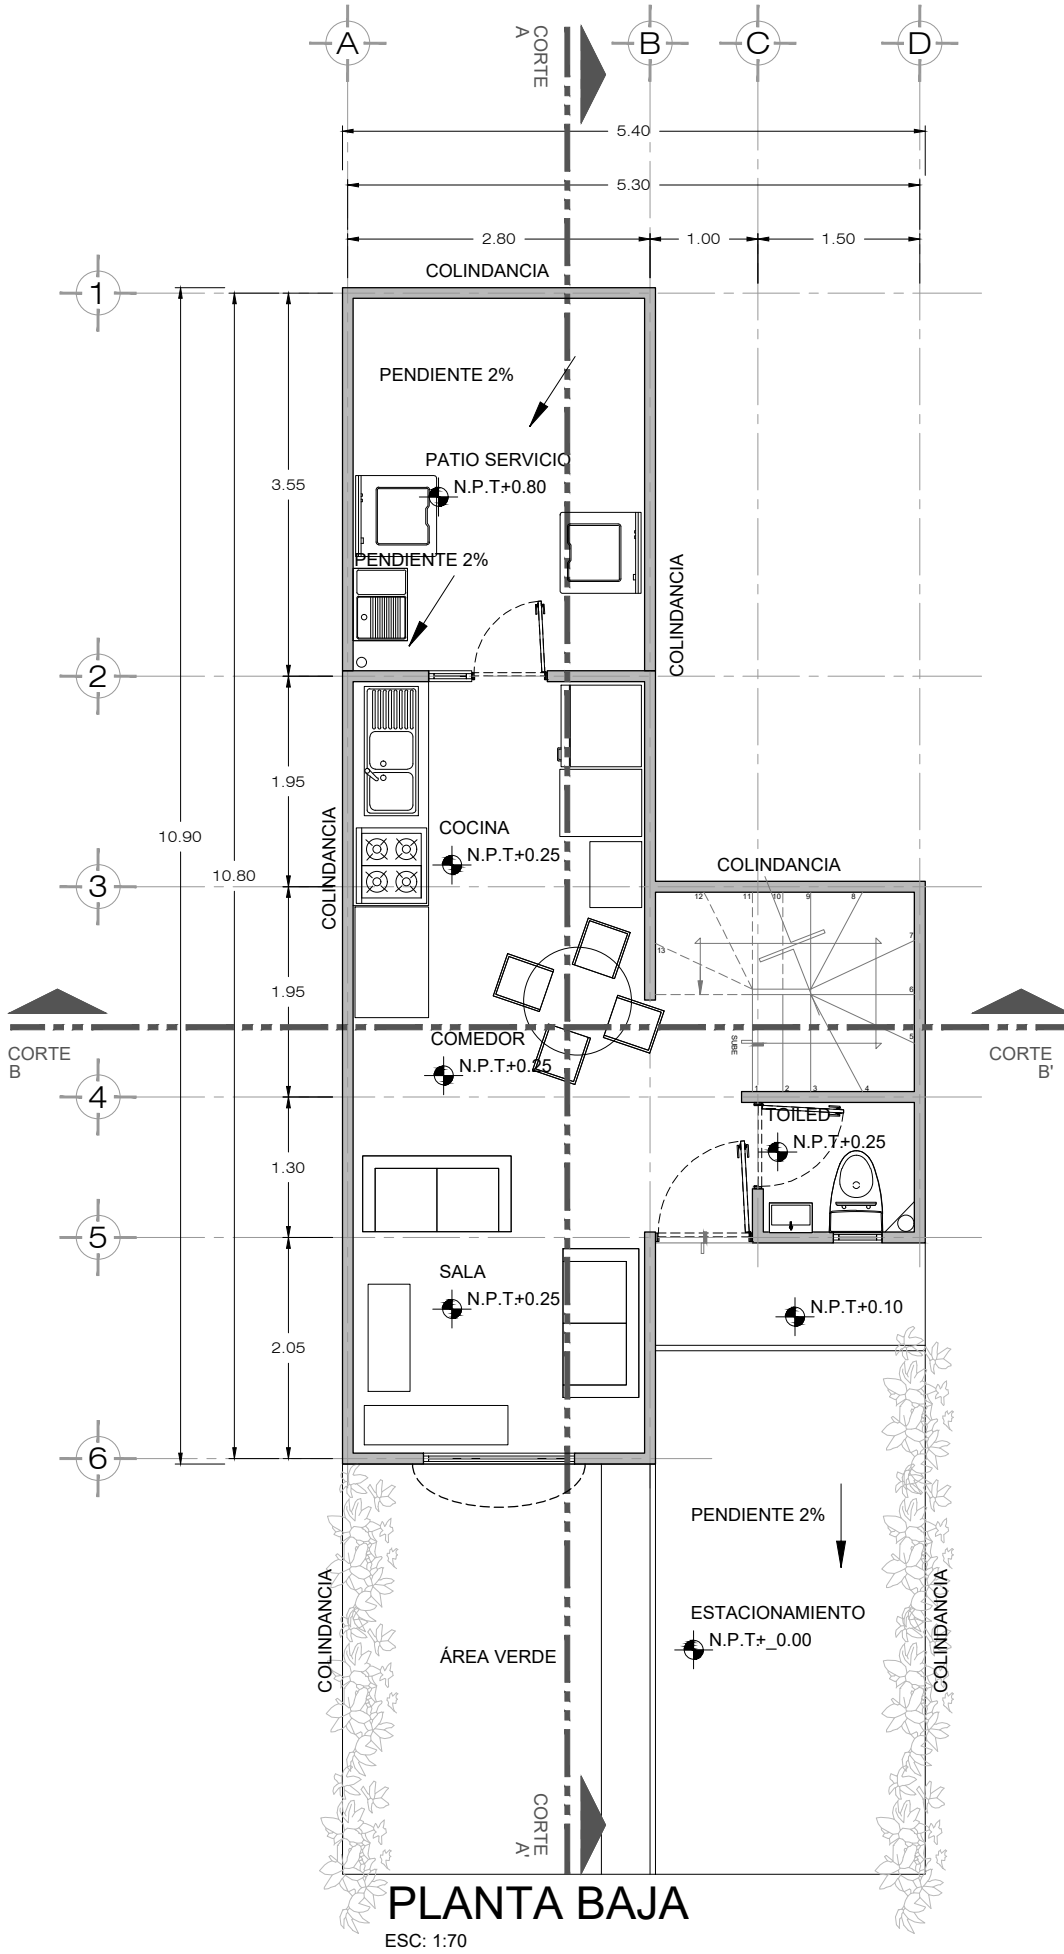 A
B
C
D
CORTE
A
5.40
5.30
2.80
1.00
1.50
COLINDANCIA
1
PENDIENTE 2%
PATIO SERVICIO
N.P.T+0.80
3.55
PENDIENTE 2%
COLINDANCIA
2
1.95
10.90
10.80
COLINDANCIA
COCINA
N.P.T+0.25
3
COLINDANCIA
12
11
10
9
8
7
13
6
5
1.95
SUBE
CORTE
B
COMEDOR
N.P.T+0.25
CORTE
B'
4
1
2
3
4
TOILED
N.P.T+0.25
1.30
5
SALA
N.P.T+0.25
N.P.T+0.10
2.05
6
PENDIENTE 2%
COLINDANCIA
COLINDANCIA
ESTACIONAMIENTO
N.P.T+_0.00
ÁREA VERDE
CORTE
A'
PLANTA BAJA
ESC: 1:70